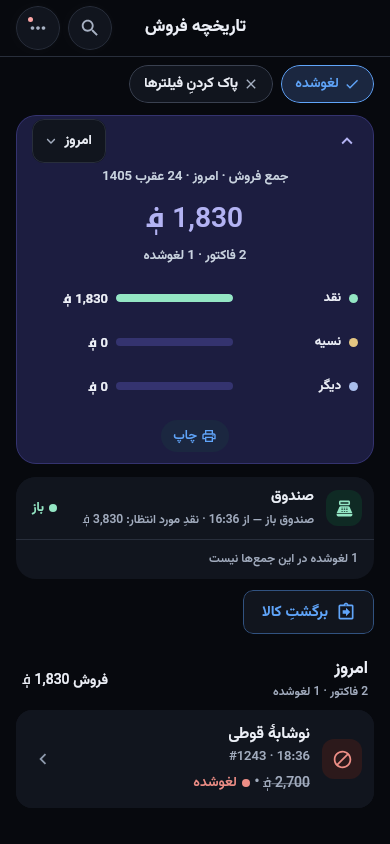 تاریخچه فروش
لغوشده
پاک کردنِ فیلترها
امروز
جمع فروش · امروز · 24 عقرب 1405
1,830 ؋
2 فاکتور · 1 لغوشده
نقد 1,830 ؋
نسیه 0 ؋
دیگر 0 ؋
چاپ
صندوق
باز
صندوق باز — از 16:36 · نقدِ مورد انتظار: 3,830 ؋
1 لغوشده در این جمع‌ها نیست
برگشتِ کالا
امروز
فروش 1,830 ؋
2 فاکتور · 1 لغوشده
نوشابهٔ قوطی
#1243 · 18:36
2,700 ؋ • لغوشده